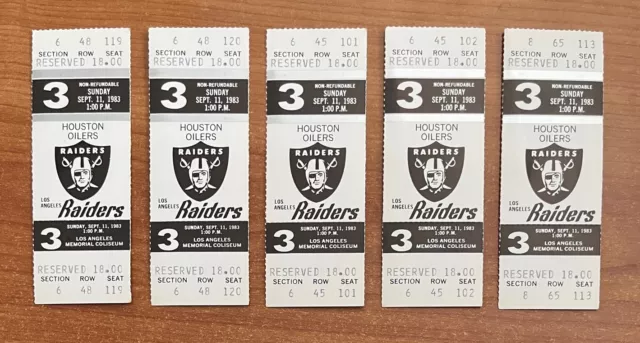 6 48 119
SECTION ROW SEAT
RESERVED 18.00
3
NON-REFUNDABLE
SUNDAY
SEPT. 11, 1983
1:00 P.M.
HOUSTON
OILERS
RAIDERS
LOS
ANGELES
Raiders
3
SUNDAY, SEPT. 11, 1983
1:00 P.M.
LOS ANGELES
MEMORIAL COLISEUM
RESERVED 18.00
SECTION ROW SEAT
6 48 119
6 48 120
SECTION ROW SEAT
RESERVED 18.00
3
NON-REFUNDABLE
SUNDAY
SEPT. 11, 1983
1:00 P.M.
HOUSTON
OILERS
RAIDERS
LOS
ANGELES
Raiders
3
SUNDAY, SEPT. 11, 1983
1:00 P.M.
LOS ANGELES
MEMORIAL COLISEUM
RESERVED 18.00
SECTION ROW SEAT
6 48 120
6 45 101
SECTION ROW SEAT
RESERVED 18.00
3
NON-REFUNDABLE
SUNDAY
SEPT. 11, 1983
1:00 P.M.
HOUSTON
OILERS
RAIDERS
LOS
ANGELES
Raiders
3
SUNDAY, SEPT. 11, 1983
1:00 P.M.
LOS ANGELES
MEMORIAL COLISEUM
RESERVED 18.00
SECTION ROW SEAT
6 45 101
6 45 102
SECTION ROW SEAT
RESERVED 18.00
3
NON-REFUNDABLE
SUNDAY
SEPT. 11, 1983
1:00 P.M.
HOUSTON
OILERS
RAIDERS
LOS
ANGELES
Raiders
3
SUNDAY, SEPT. 11, 1983
1:00 P.M.
LOS ANGELES
MEMORIAL COLISEUM
RESERVED 18.00
SECTION ROW SEAT
6 45 102
8 65 113
SECTION ROW SEAT
RESERVED 18.00
3
NON-REFUNDABLE
SUNDAY
SEPT. 11, 1983
1:00 P.M.
HOUSTON
OILERS
RAIDERS
LOS
ANGELES
Raiders
3
SUNDAY, SEPT. 11, 1983
1:00 P.M.
LOS ANGELES
MEMORIAL COLISEUM
RESERVED 18.00
SECTION ROW SEAT
8 65 113